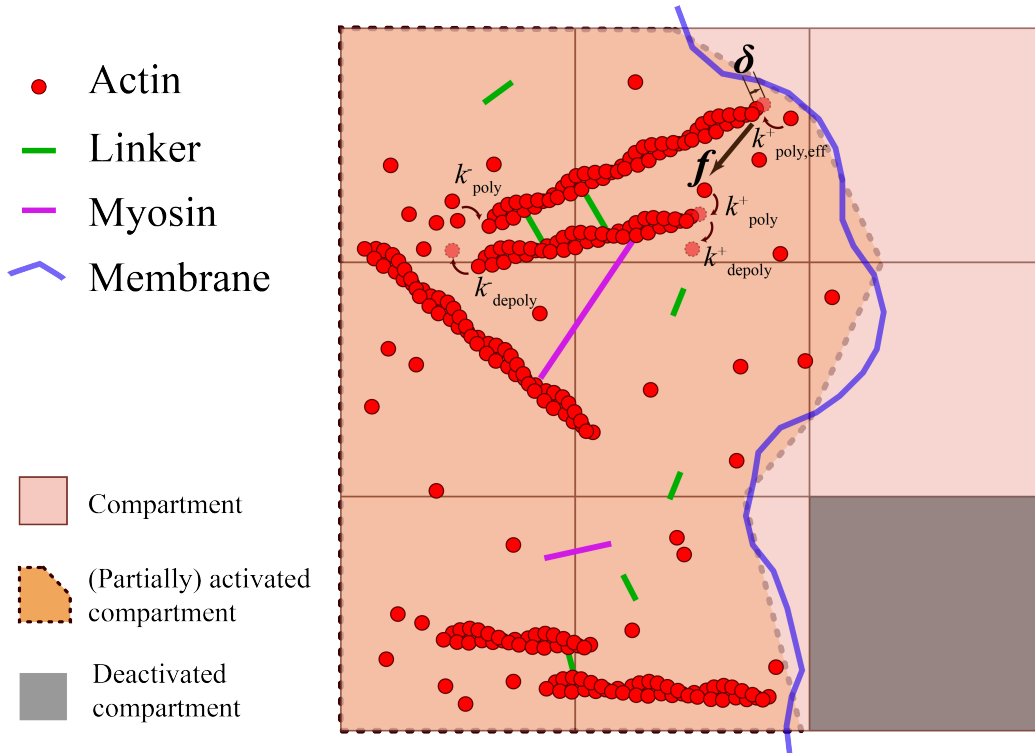 Actin
Linker
Myosin
Membrane
Compartment
(Partially) activated
compartment
Deactivated
compartment
δ
k⁺poly,eff
f
k⁻poly
k⁺poly
k⁺depoly
k⁻depoly